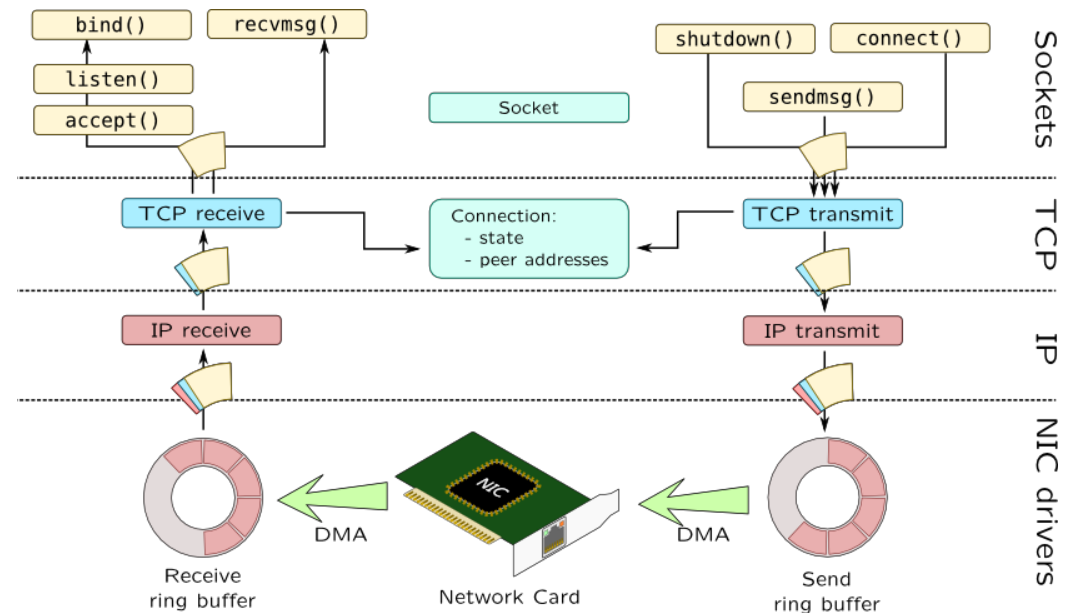 bind()
recvmsg()
listen()
accept()
Socket
shutdown()
connect()
sendmsg()
Sockets
TCP receive
Connection:
- state
- peer addresses
TCP transmit
TCP
IP receive
IP transmit
IP
NIC
DMA
DMA
Receive
ring buffer
Network Card
Send
ring buffer
NIC drivers